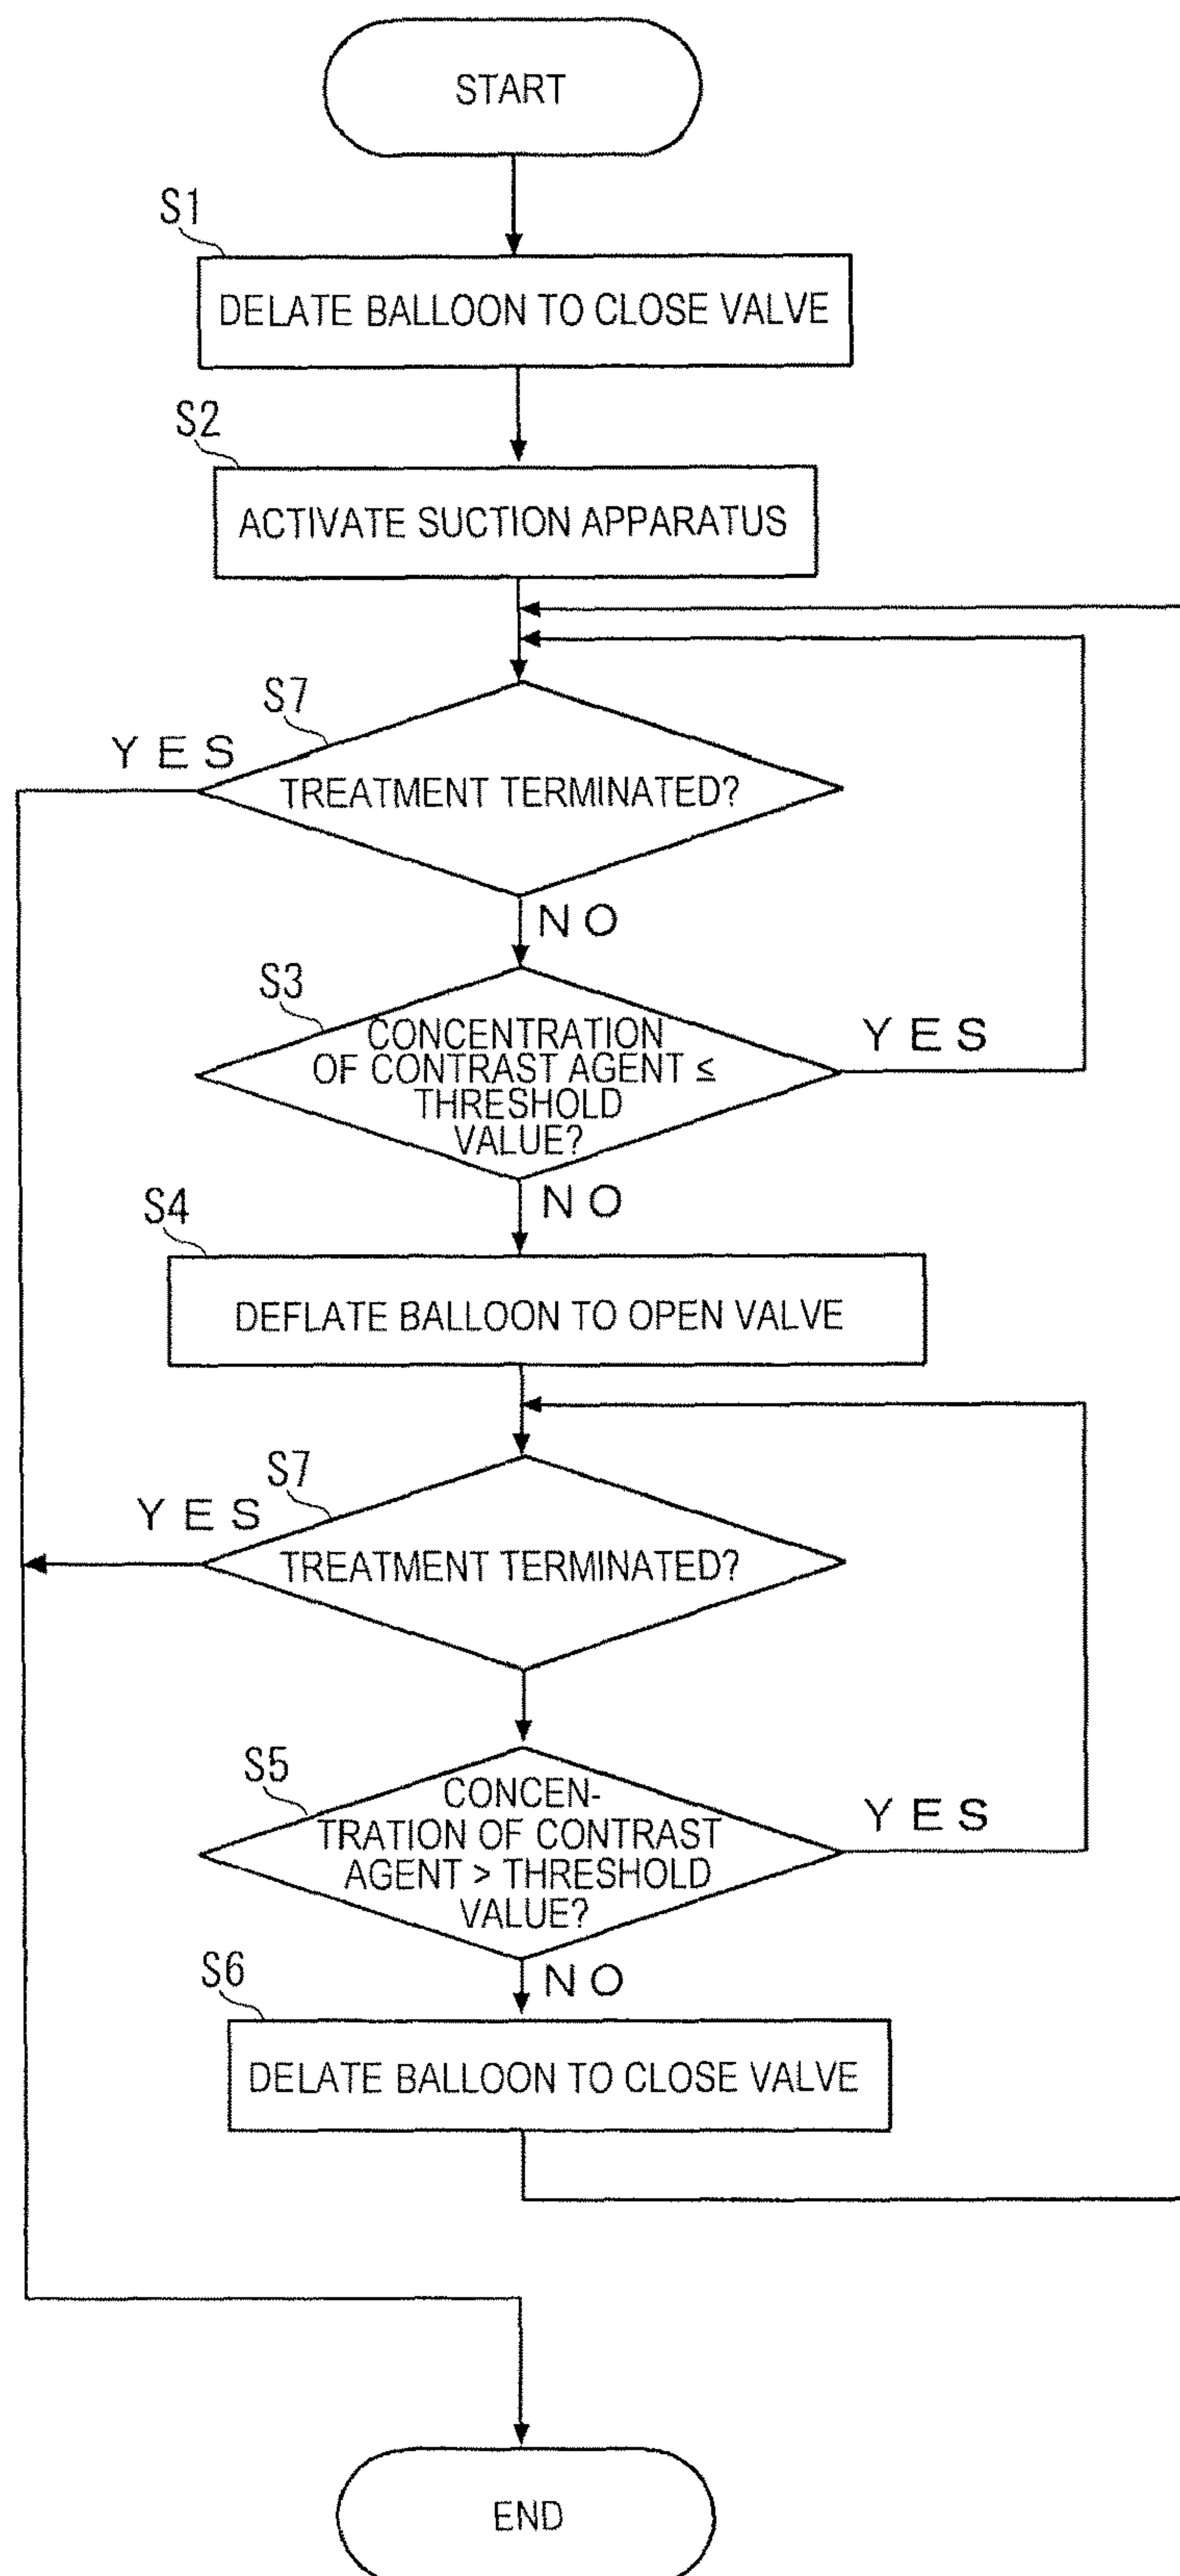 START
S1
DELATE BALLOON TO CLOSE VALVE
S2
ACTIVATE SUCTION APPARATUS
S7
YES
TREATMENT TERMINATED?
NO
S3
CONCENTRATION
OF CONTRAST AGENT ≤
THRESHOLD
VALUE?
YES
NO
S4
DEFLATE BALLOON TO OPEN VALVE
S7
YES
TREATMENT TERMINATED?
S5
CONCEN-
TRATION OF CONTRAST
AGENT > THRESHOLD
VALUE?
YES
NO
S6
DELATE BALLOON TO CLOSE VALVE
END